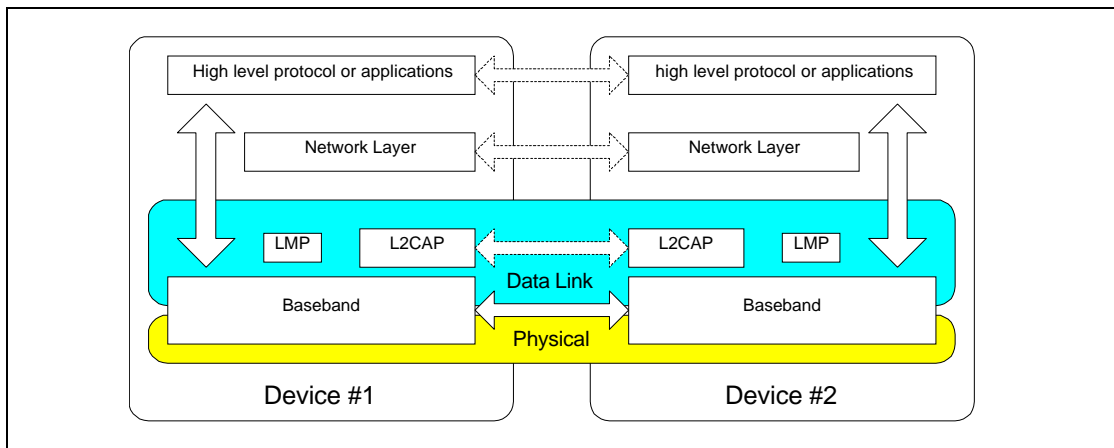 High level protocol or applications
high level protocol or applications
Network Layer
Network Layer
LMP
L2CAP
L2CAP
LMP
Data Link
Baseband
Baseband
Physical
Device #1
Device #2